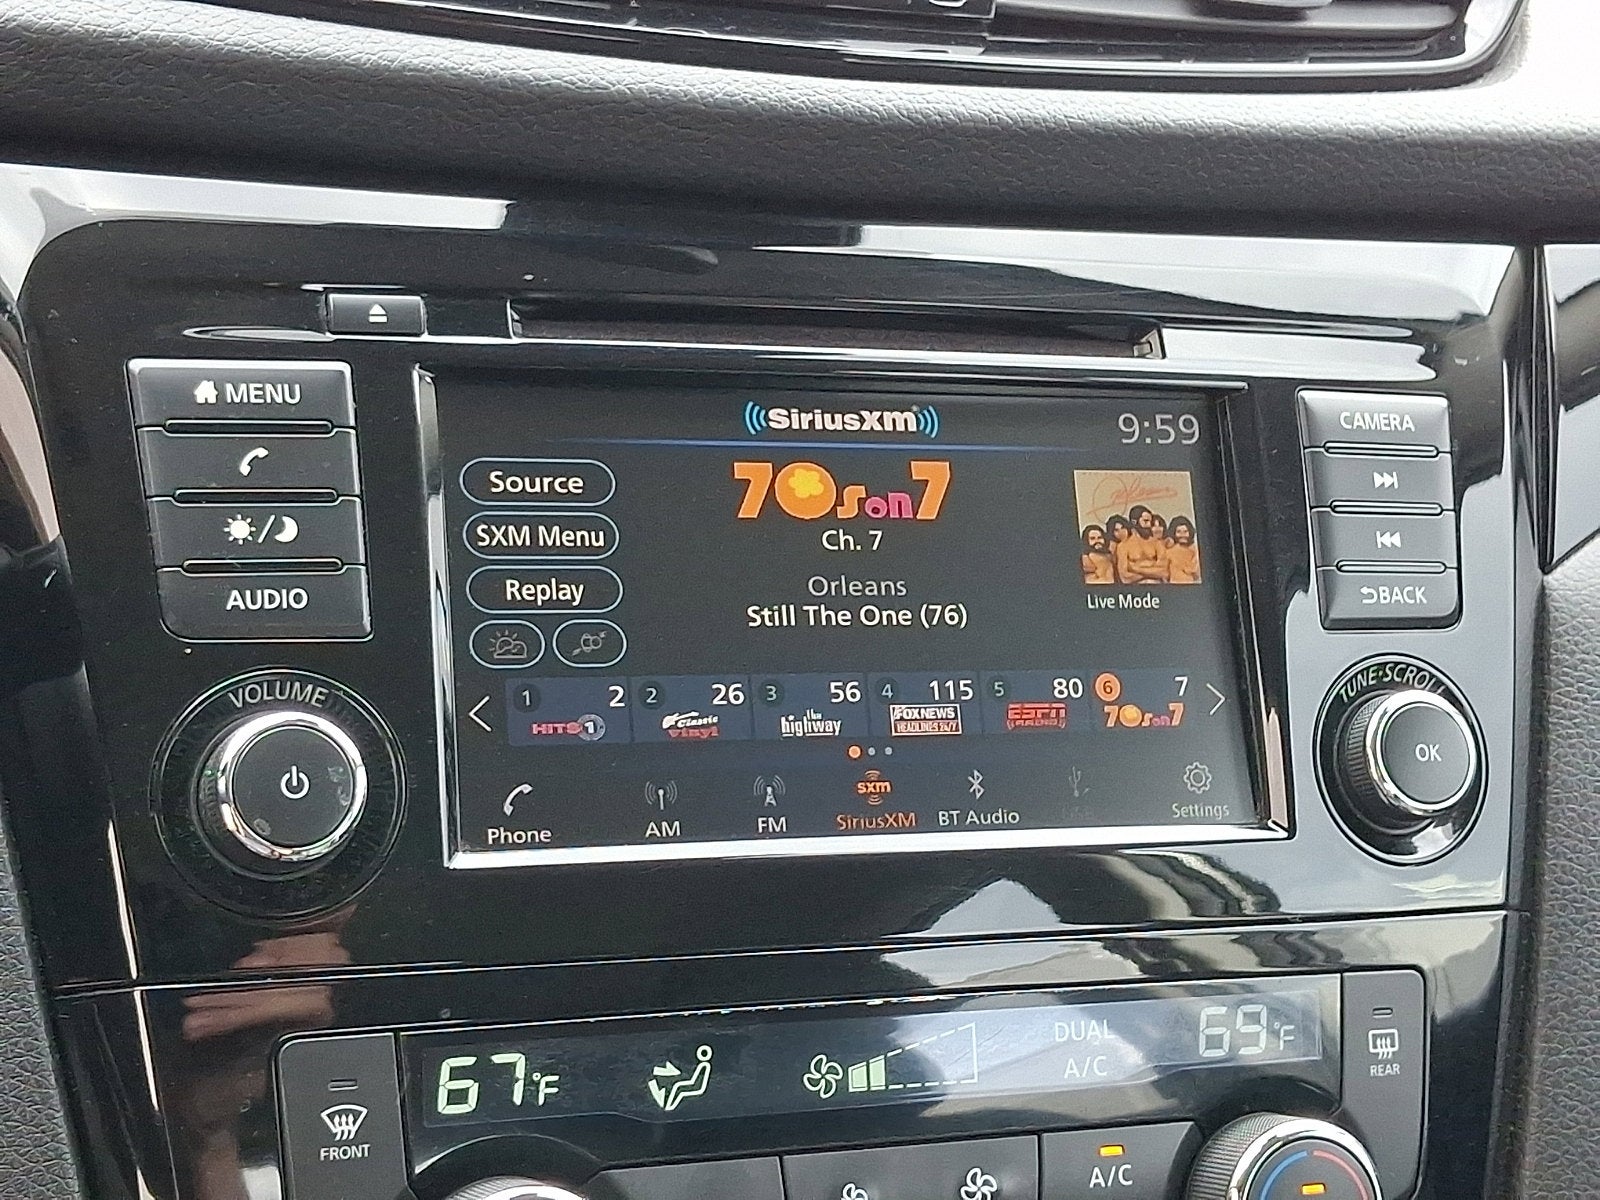 MENU
AUDIO
VOLUME
SiriusXM
9:59
Source
SXM Menu
Replay
70s on 7
Ch. 7
Orleans
Still The One (76)
Orleans
Live Mode
1 2 HITS 1
2 26 Classic Vinyl
3 56 the highway
4 115 FOX NEWS HEADLINES 24/7
5 80 ESPN
6 7 70s on 7
Phone
AM
FM
sxm
SiriusXM
BT Audio
Settings
CAMERA
BACK
TUNE·SCROLL
OK
FRONT
67°F
DUAL
A/C
69°F
REAR
A/C